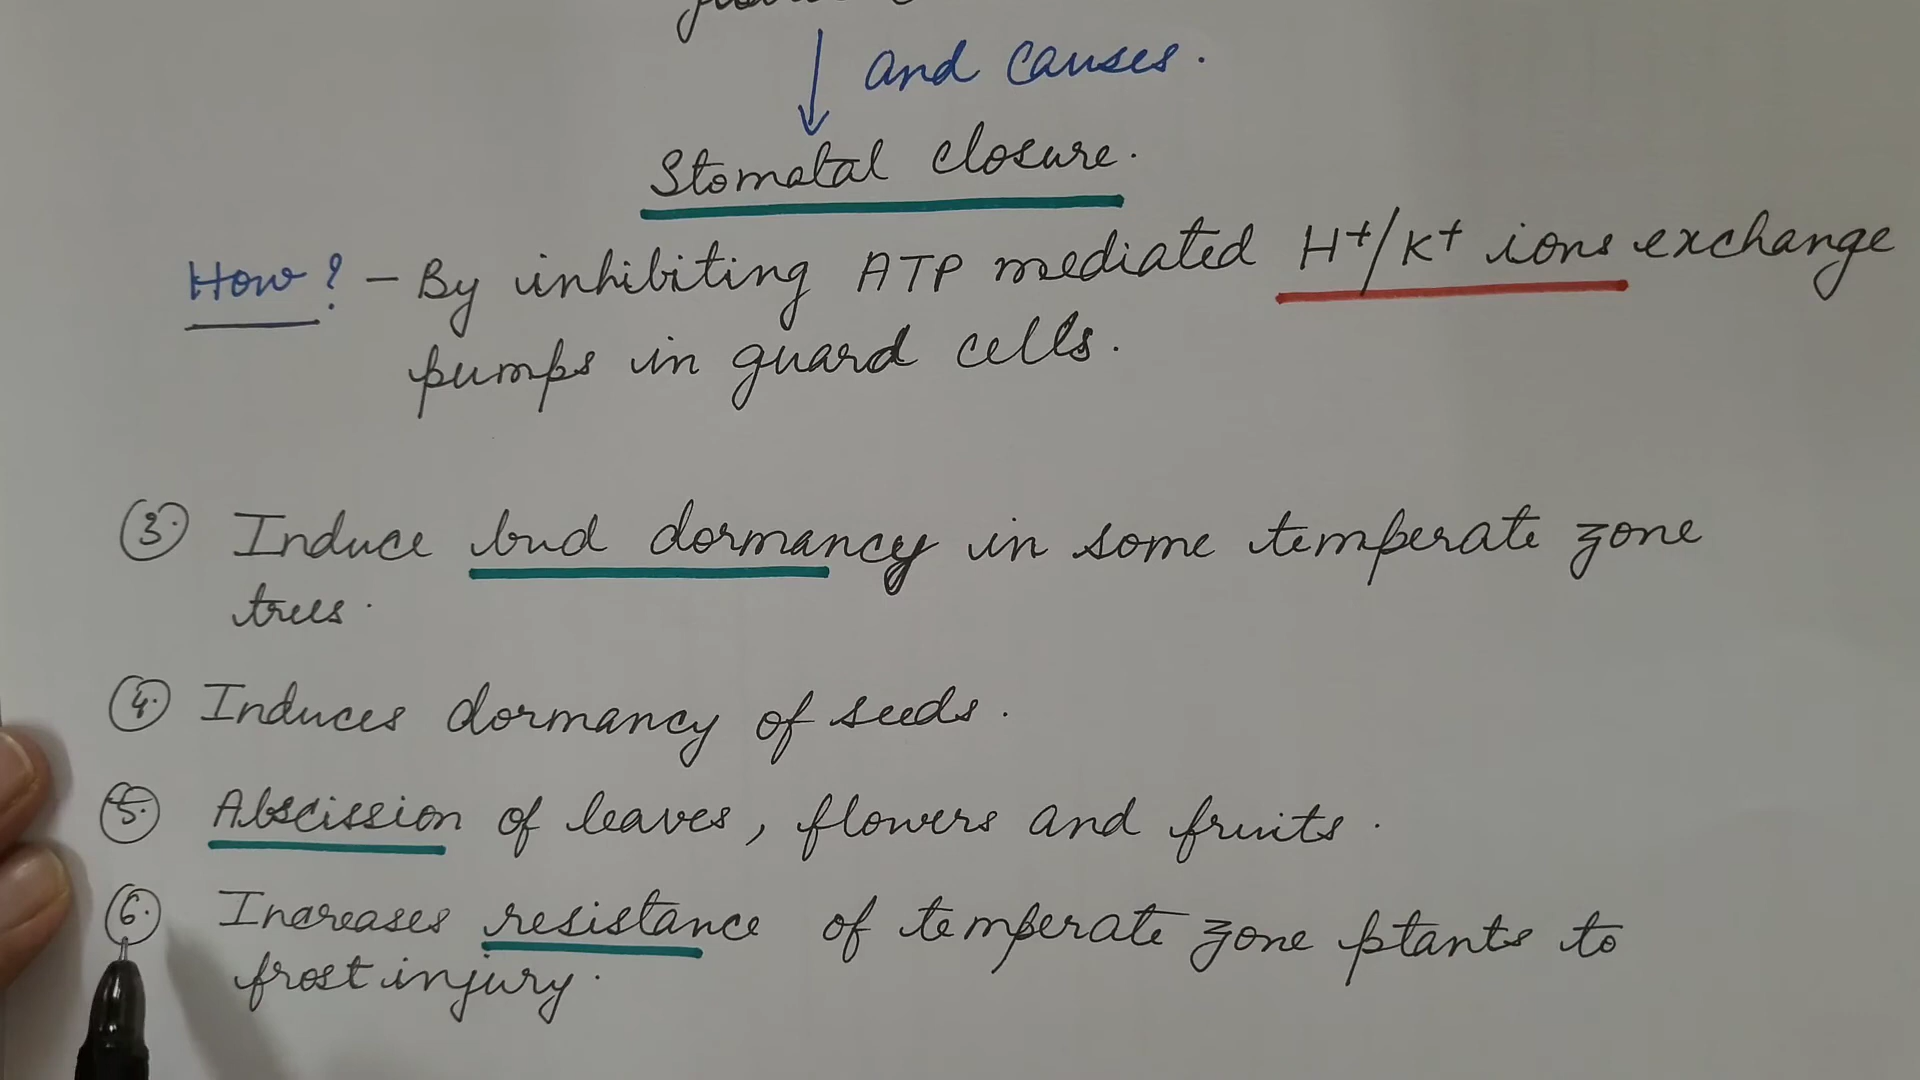 and causes.
Stomatal closure.
How? - By inhibiting ATP mediated H+/K+ ions exchange
pumps in guard cells.
3. Induce bud dormancy in some temperate zone
trees.
4. Induces dormancy of seeds.
5. Abscission of leaves, flowers and fruits.
6. Increases resistance of temperate zone plants to
frost injury.